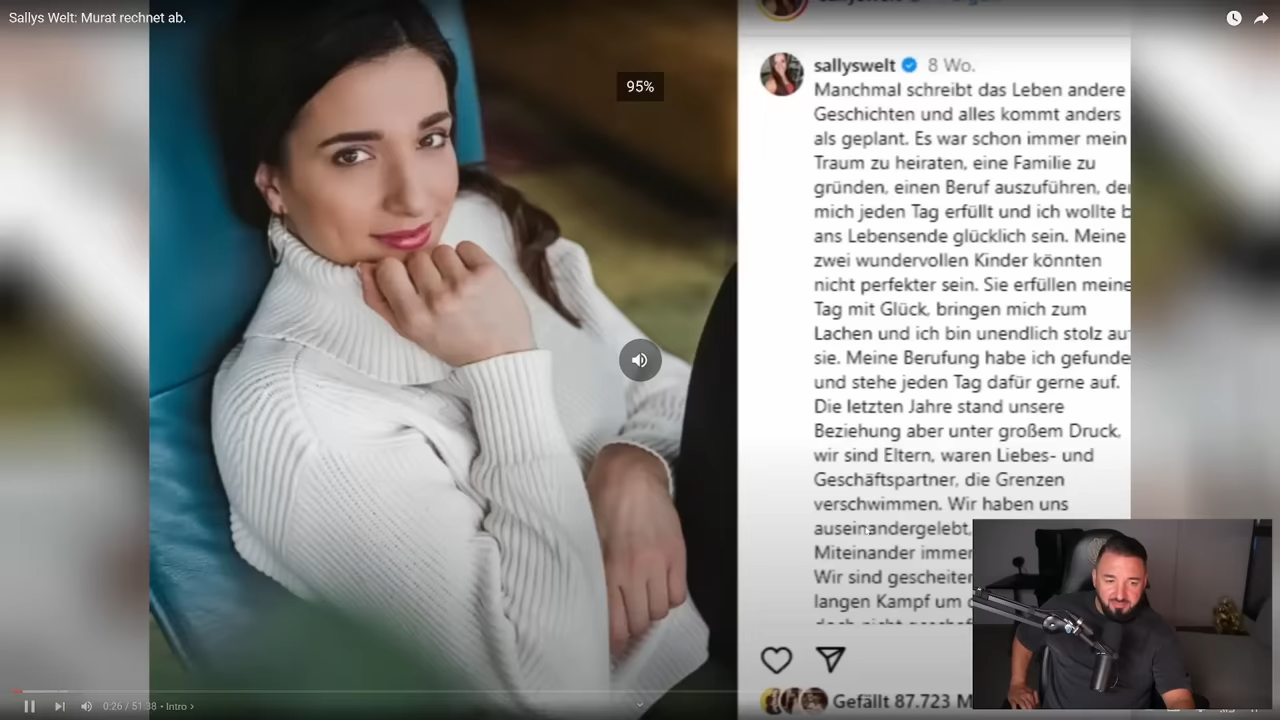 Sallys Welt: Murat rechnet ab.
95%
sallyswelt 8 Wo.
Manchmal schreibt das Leben andere
Geschichten und alles kommt anders
als geplant. Es war schon immer mein
Traum zu heiraten, eine Familie zu
gründen, einen Beruf auszuführen, der
mich jeden Tag erfüllt und ich wollte b
ans Lebensende glücklich sein. Meine
zwei wundervollen Kinder könnten
nicht perfekter sein. Sie erfüllen meine
Tag mit Glück, bringen mich zum
Lachen und ich bin unendlich stolz auf
sie. Meine Berufung habe ich gefunde
und stehe jeden Tag dafür gerne auf.
Die letzten Jahre stand unsere
Beziehung aber unter großem Druck,
wir sind Eltern, waren Liebes- und
Geschäftspartner, die Grenzen
verschwimmen. Wir haben uns
auseinandergelebt,
Miteinander immer
Wir sind gescheiter
langen Kampf um d
Gefällt 87.723 M
0:26 / 51:38 • Intro ›